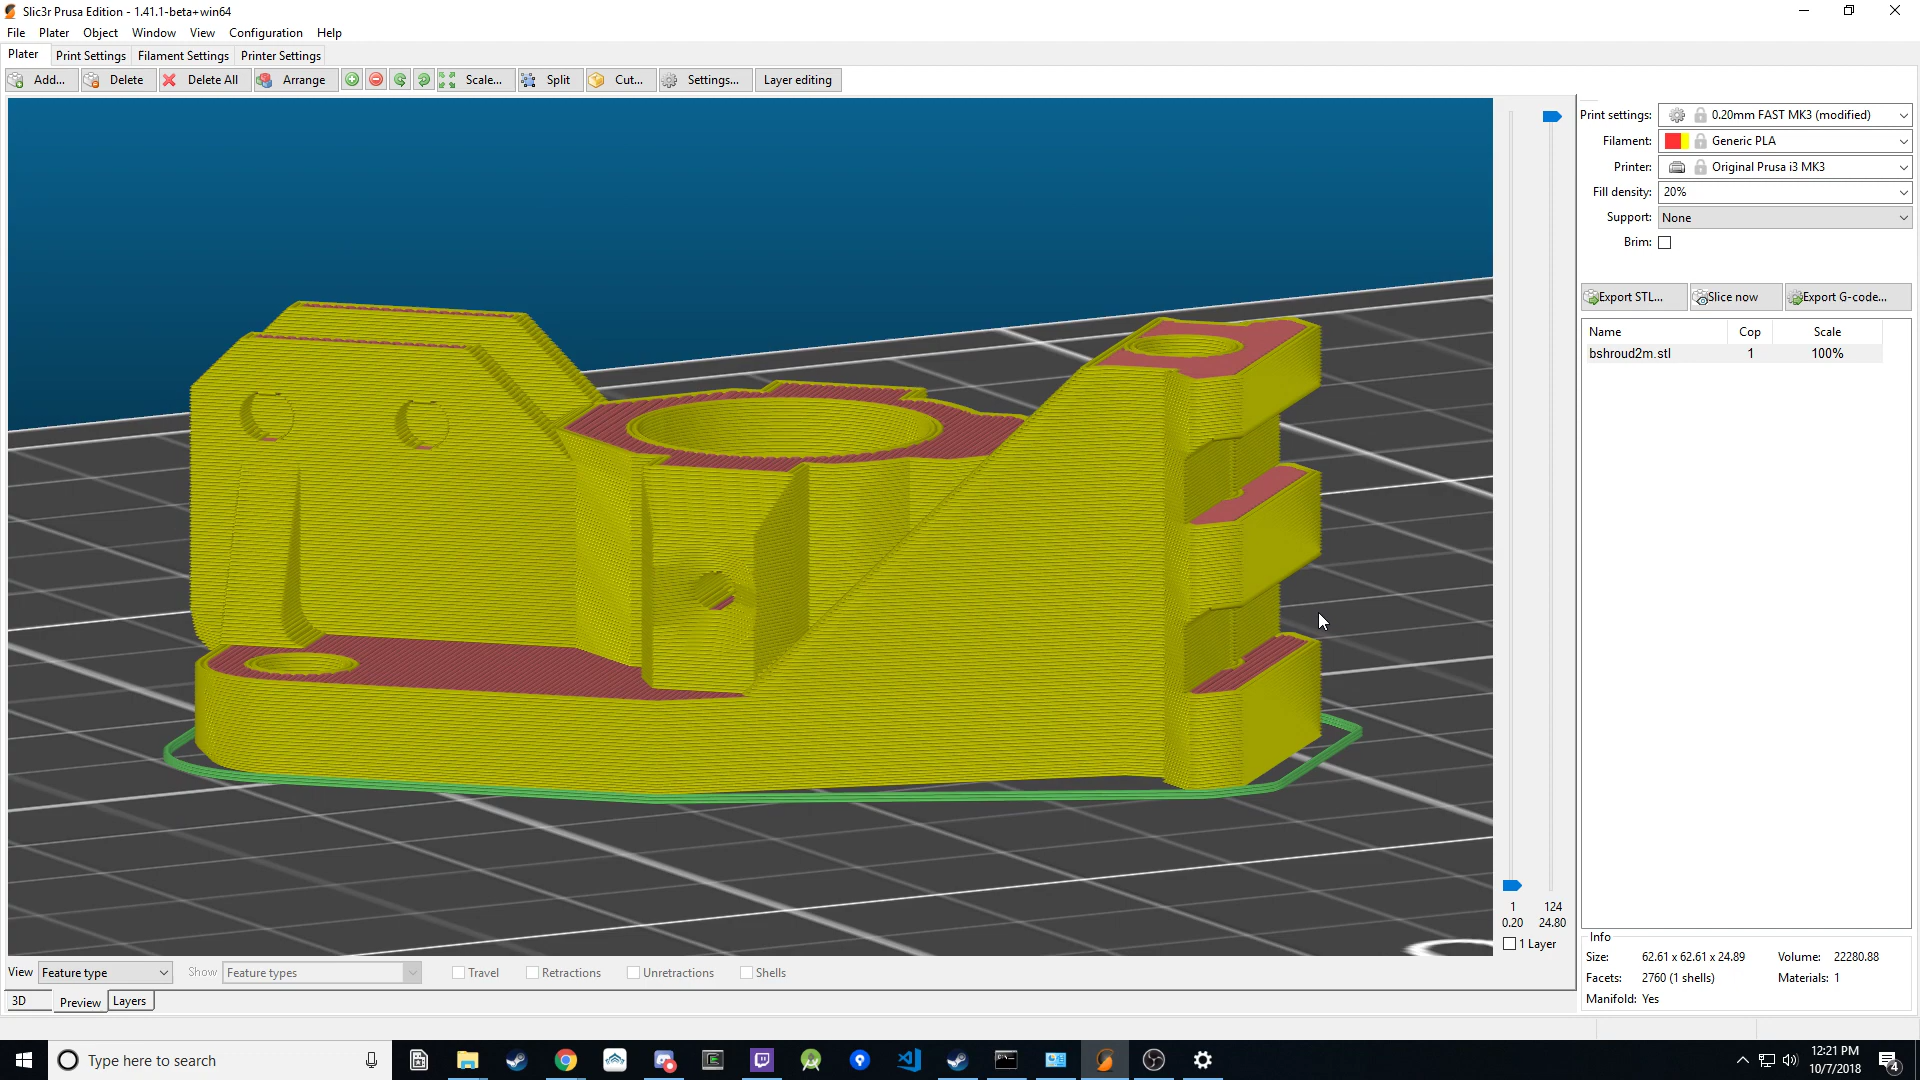 Slic3r Prusa Edition - 1.41.1-beta+win64
File Plater Object Window View Configuration Help
Plater Print Settings Filament Settings Printer Settings
Add... Delete Delete All Arrange Scale... Split Cut... Settings... Layer editing
Print settings: 0.20mm FAST MK3 (modified)
Filament: Generic PLA
Printer: Original Prusa i3 MK3
Fill density: 20%
Support: None
Brim:
Export STL... Slice now Export G-code...
Name Cop Scale
bshroud2m.stl 1 100%
1 124
0.20 24.80
1 Layer
Info
Size: 62.61 x 62.61 x 24.89 Volume: 22280.88
Facets: 2760 (1 shells) Materials: 1
Manifold: Yes
View Feature type Show Feature types Travel Retractions Unretractions Shells
3D Preview Layers
Type here to search
12:21 PM
10/7/2018
4